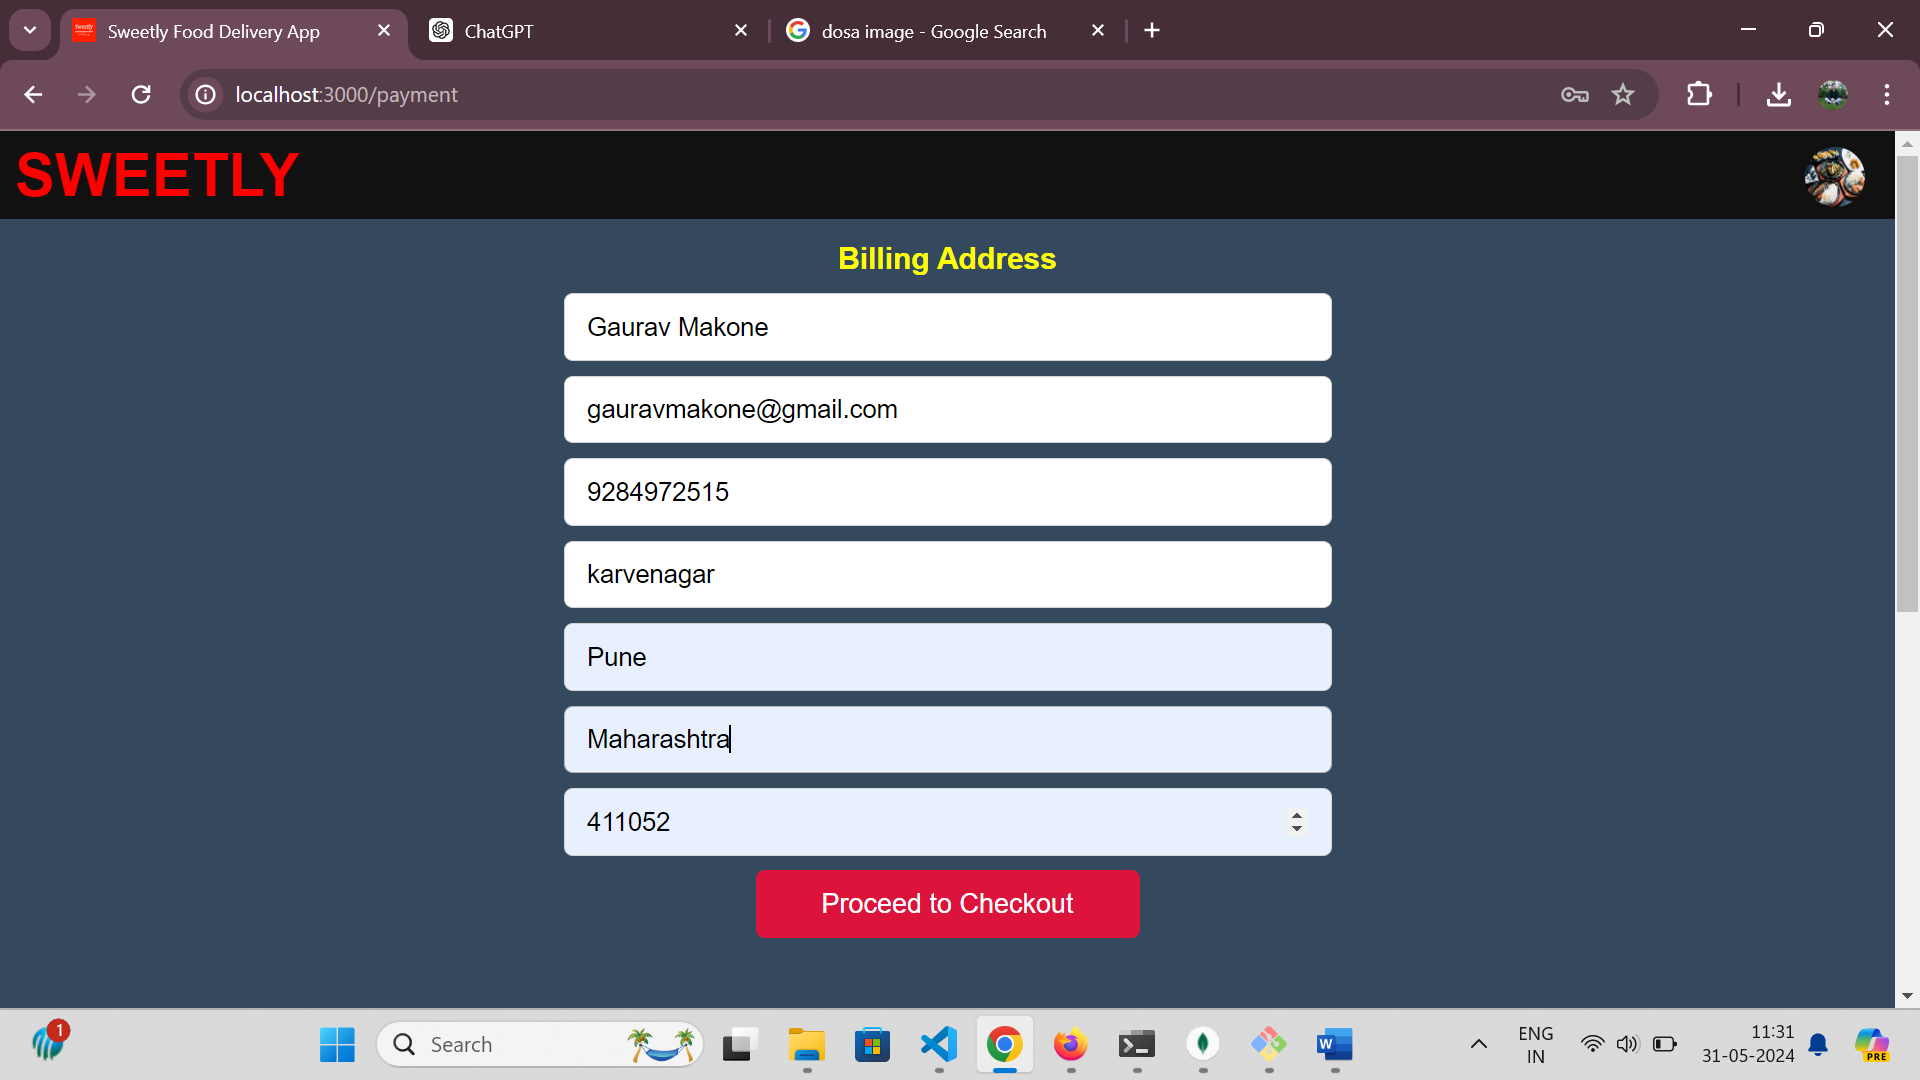 Sweetly Food Delivery App
ChatGPT
dosa image - Google Search
localhost:3000/payment
SWEETLY
Billing Address
Gaurav Makone
gauravmakone@gmail.com
9284972515
karvenagar
Pune
Maharashtra
411052
Proceed to Checkout
1
Search
W
ENG
IN
11:31
31-05-2024
PRE